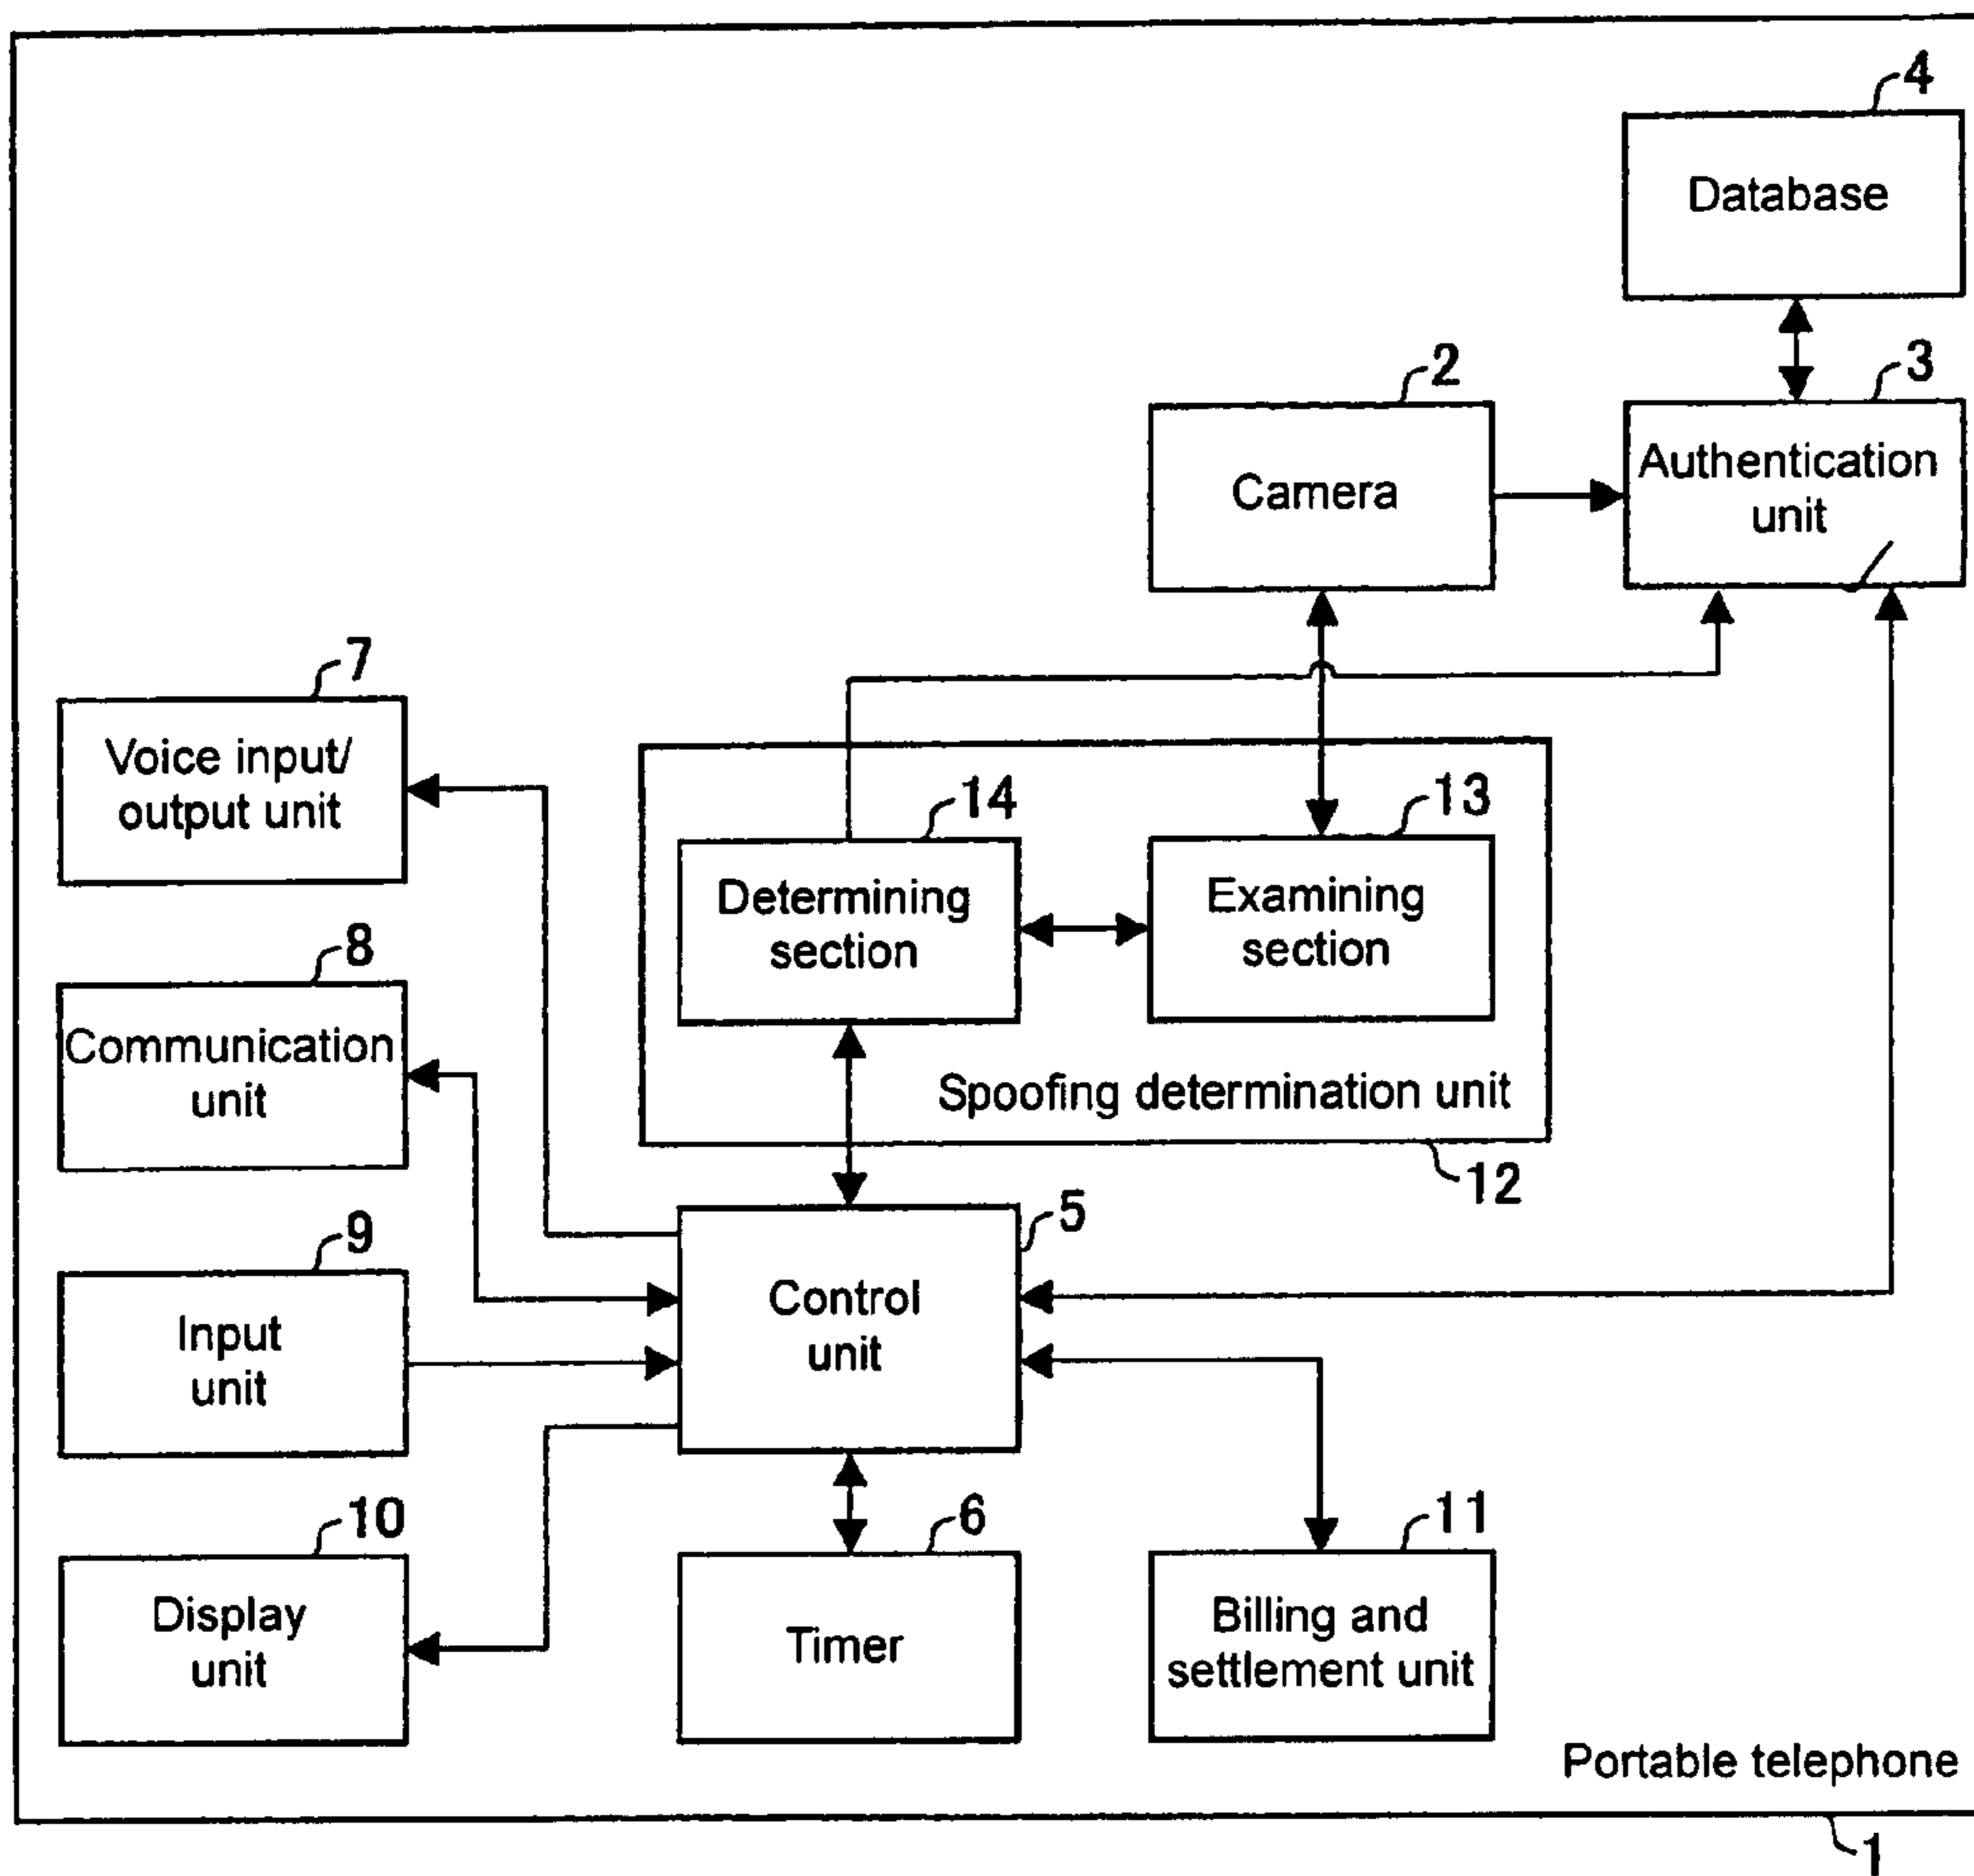 4
Database
2
3
Camera
Authentication
unit
7
Voice input/
output unit
14
13
Determining
section
Examining
section
8
Communication
unit
Spoofing determination unit
12
5
9
Control
unit
Input
unit
10
6
11
Display
unit
Timer
Billing and
settlement unit
Portable telephone
1